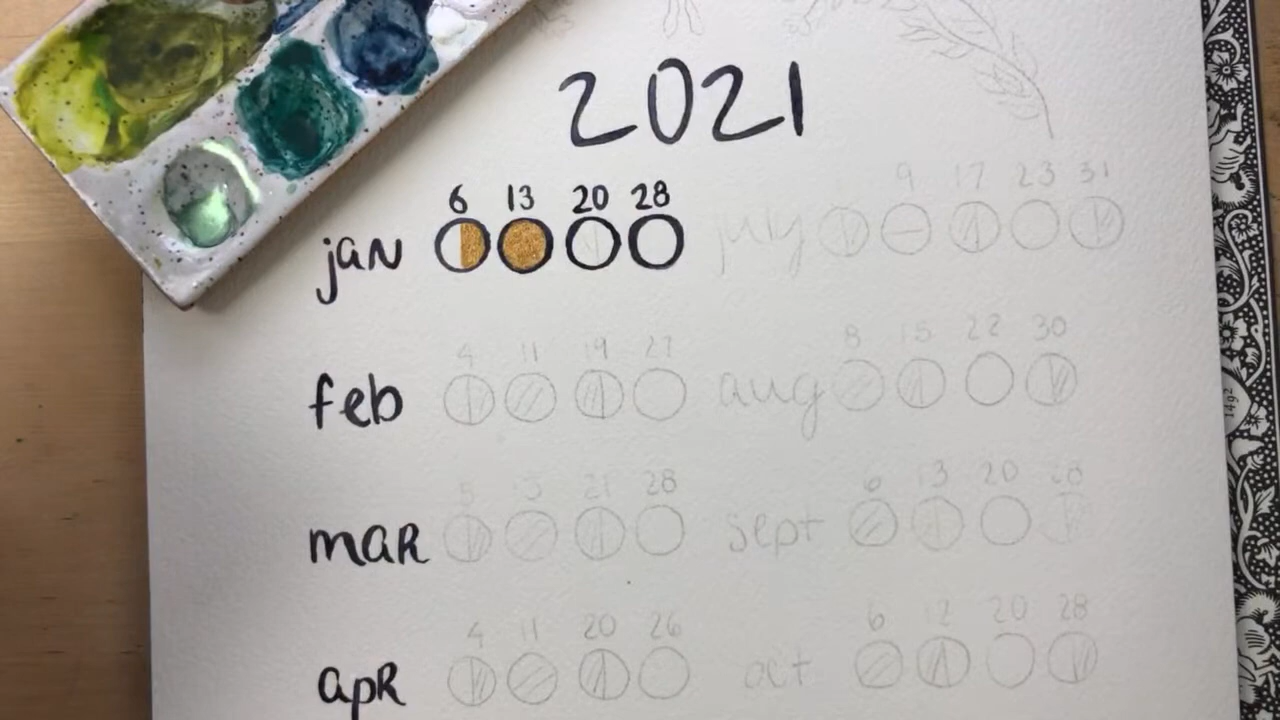 2021
6 13 20 28 9 17 23 31
jan july
4 11 19 27 8 15 22 30
feb aug
5 13 21 28 6 13 20 28
mar sept
4 11 20 26 6 12 20 28
apr oct